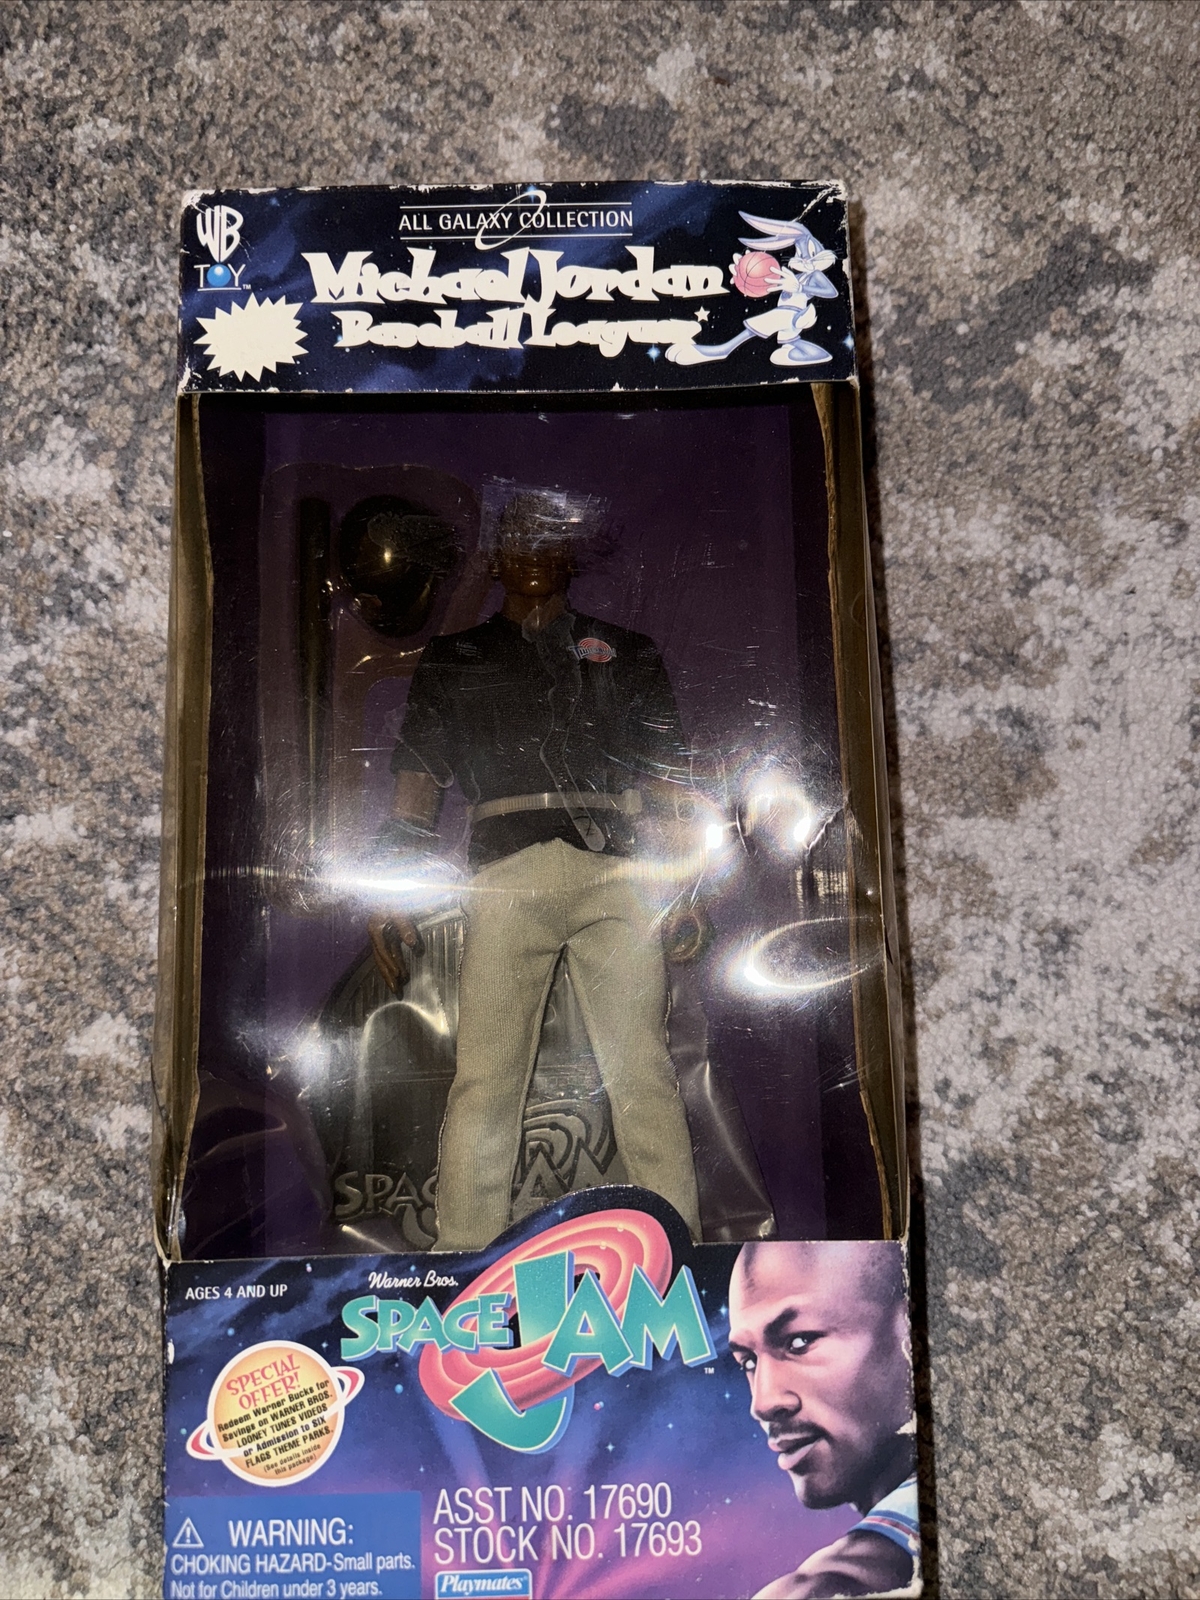 WB
TOY™
ALL GALAXY COLLECTION
Michael Jordan
Baseball League
SPACE JAM
AGES 4 AND UP
Warner Bros.
SPACE JAM™
SPECIAL
OFFER!
Redeem Warner Bucks for
Savings on WARNER BROS.
LOONEY TUNES VIDEOS
or Admission to SIX
FLAGS THEME PARKS.
(See details inside
this package)
ASST NO. 17690
STOCK NO. 17693
⚠ WARNING:
CHOKING HAZARD-Small parts.
Not for Children under 3 years.
Playmates